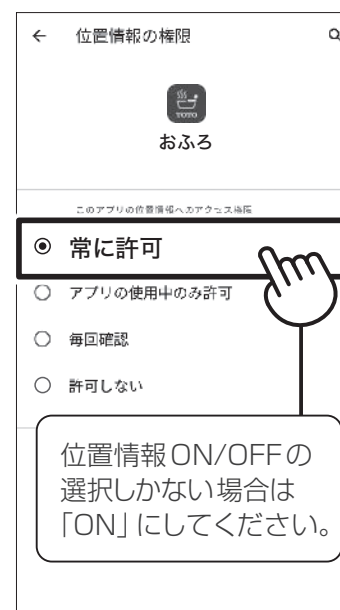 位置情報の権限
TOTO
おふろ
このアプリの位置情報へのアクセス権限
常に許可
アプリの使用中のみ許可
毎回確認
許可しない
位置情報ON/OFFの
選択しかない場合は
「ON」にしてください。